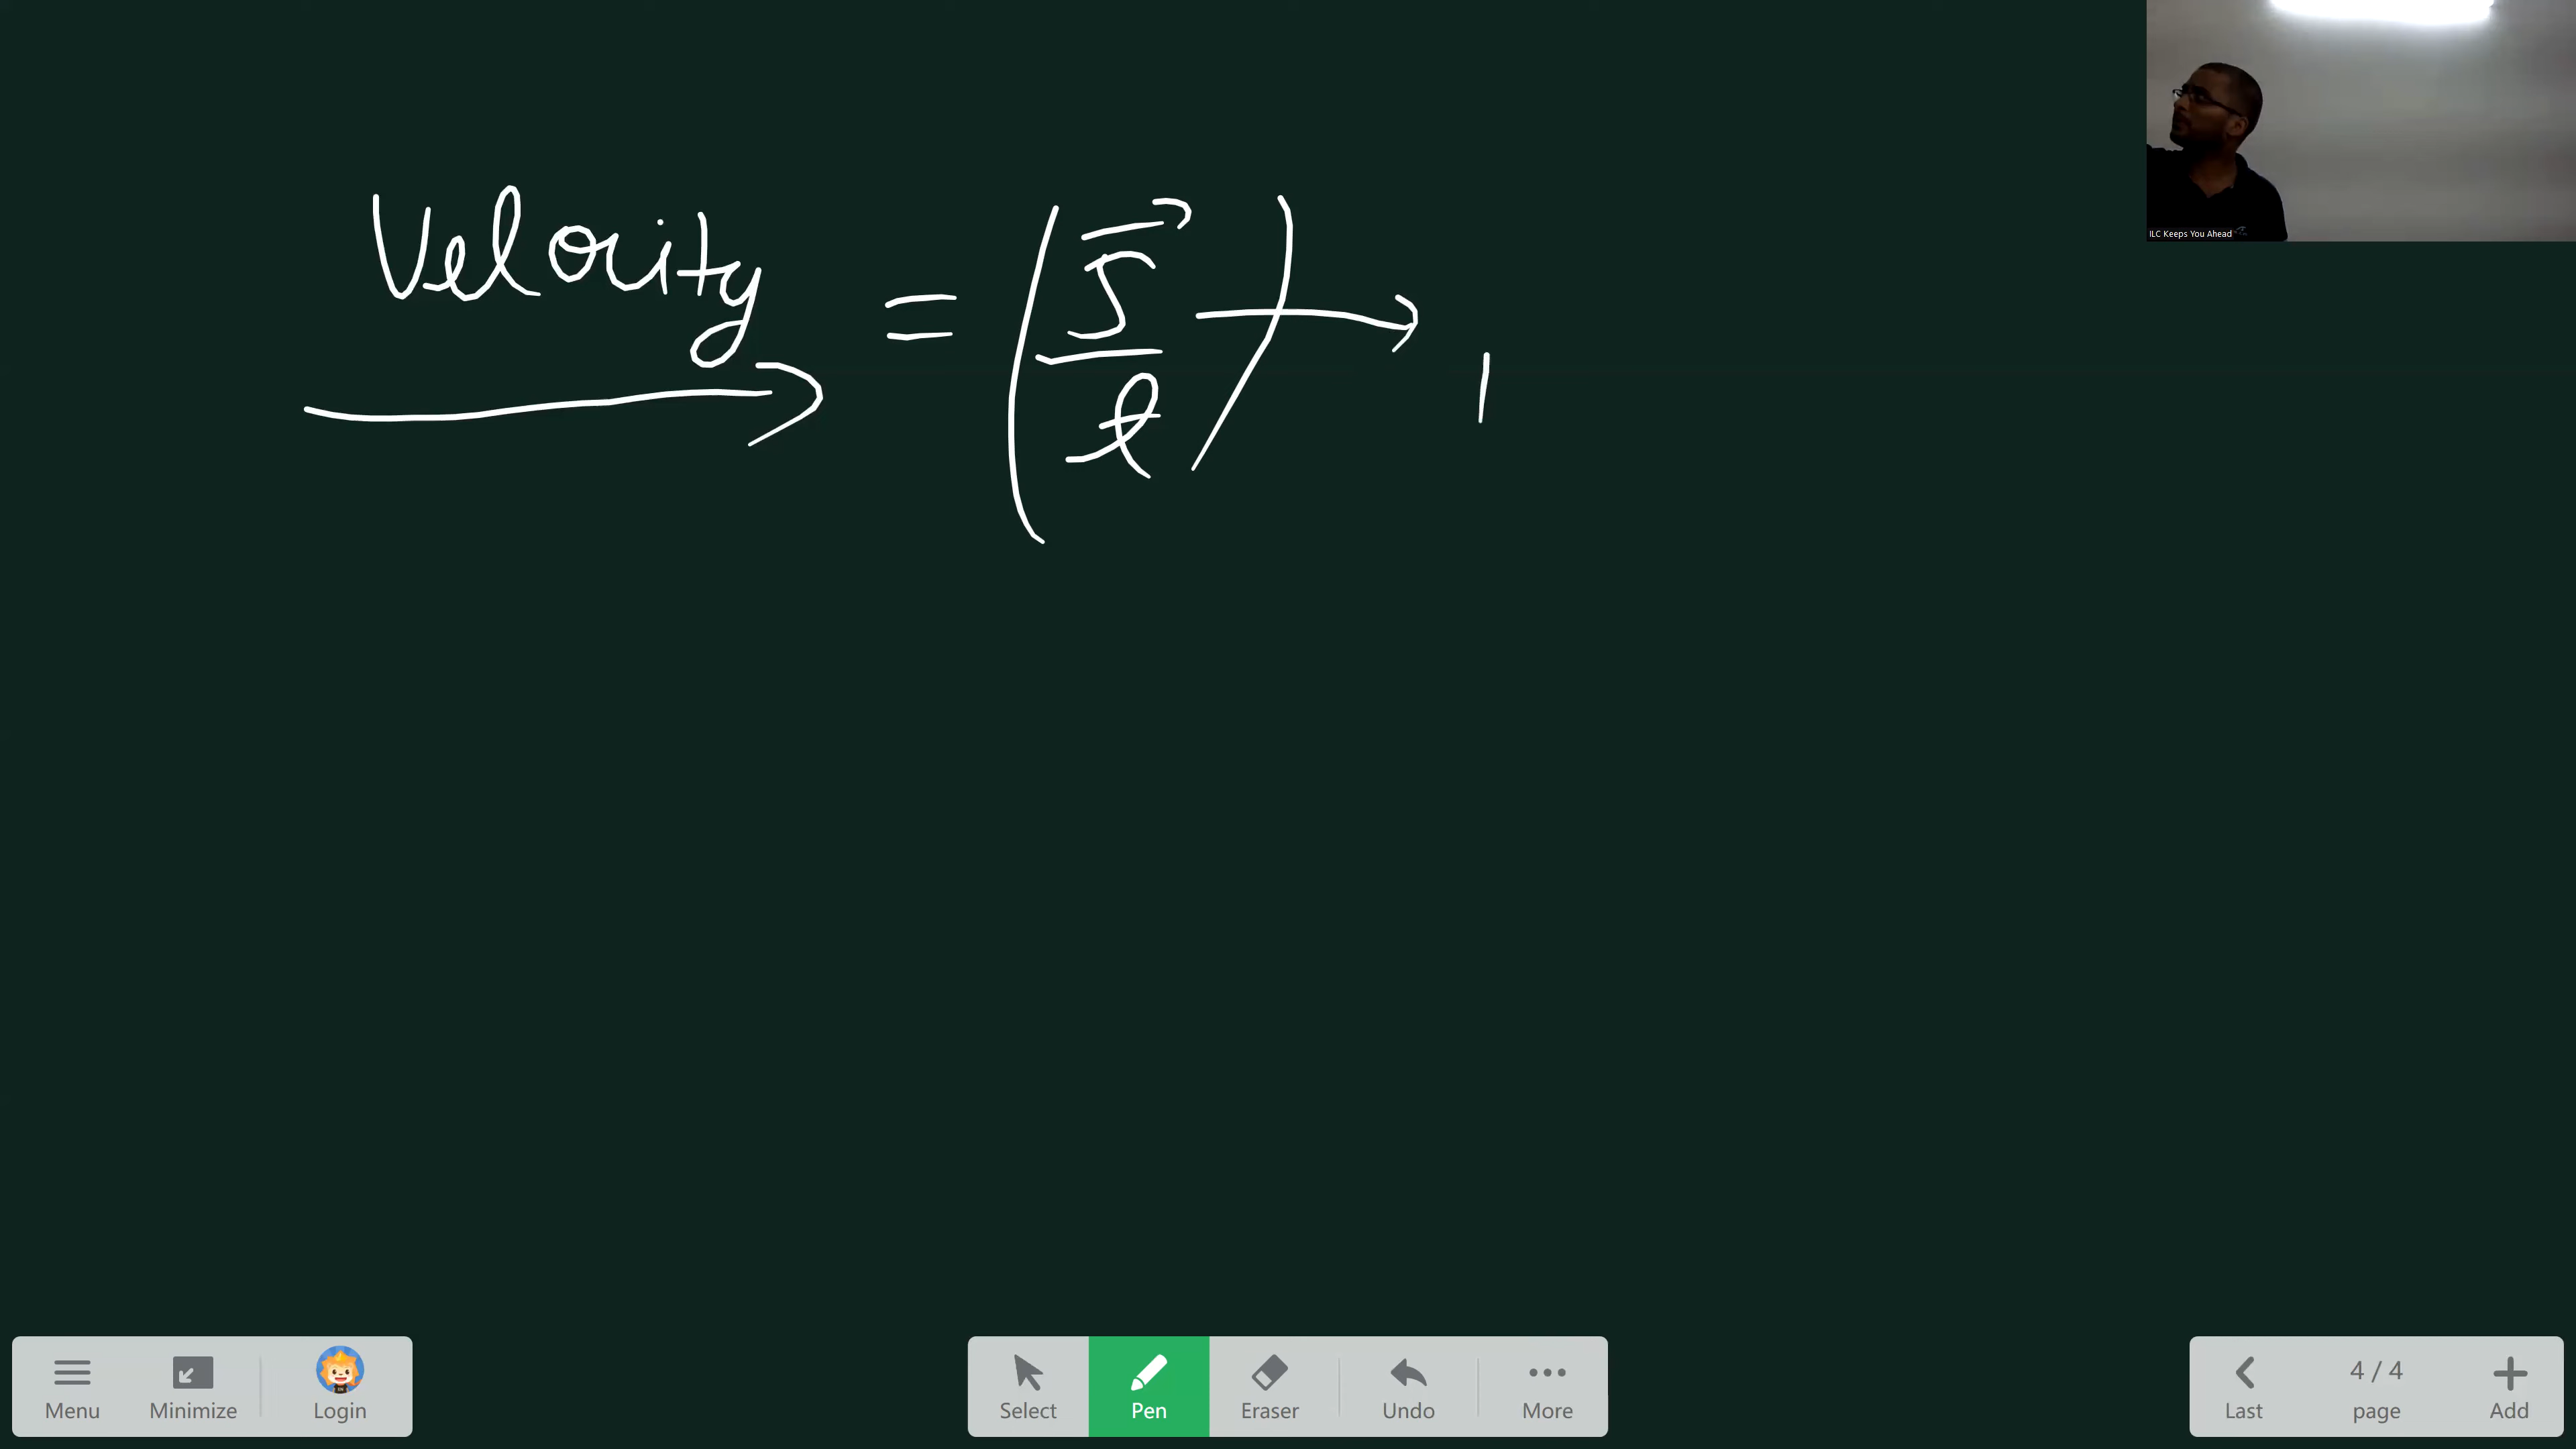 ILC Keeps You Ahead
Velocity = (s⃗/t) →
Menu Minimize Login Select Pen Eraser Undo More Last 4 / 4 page Add